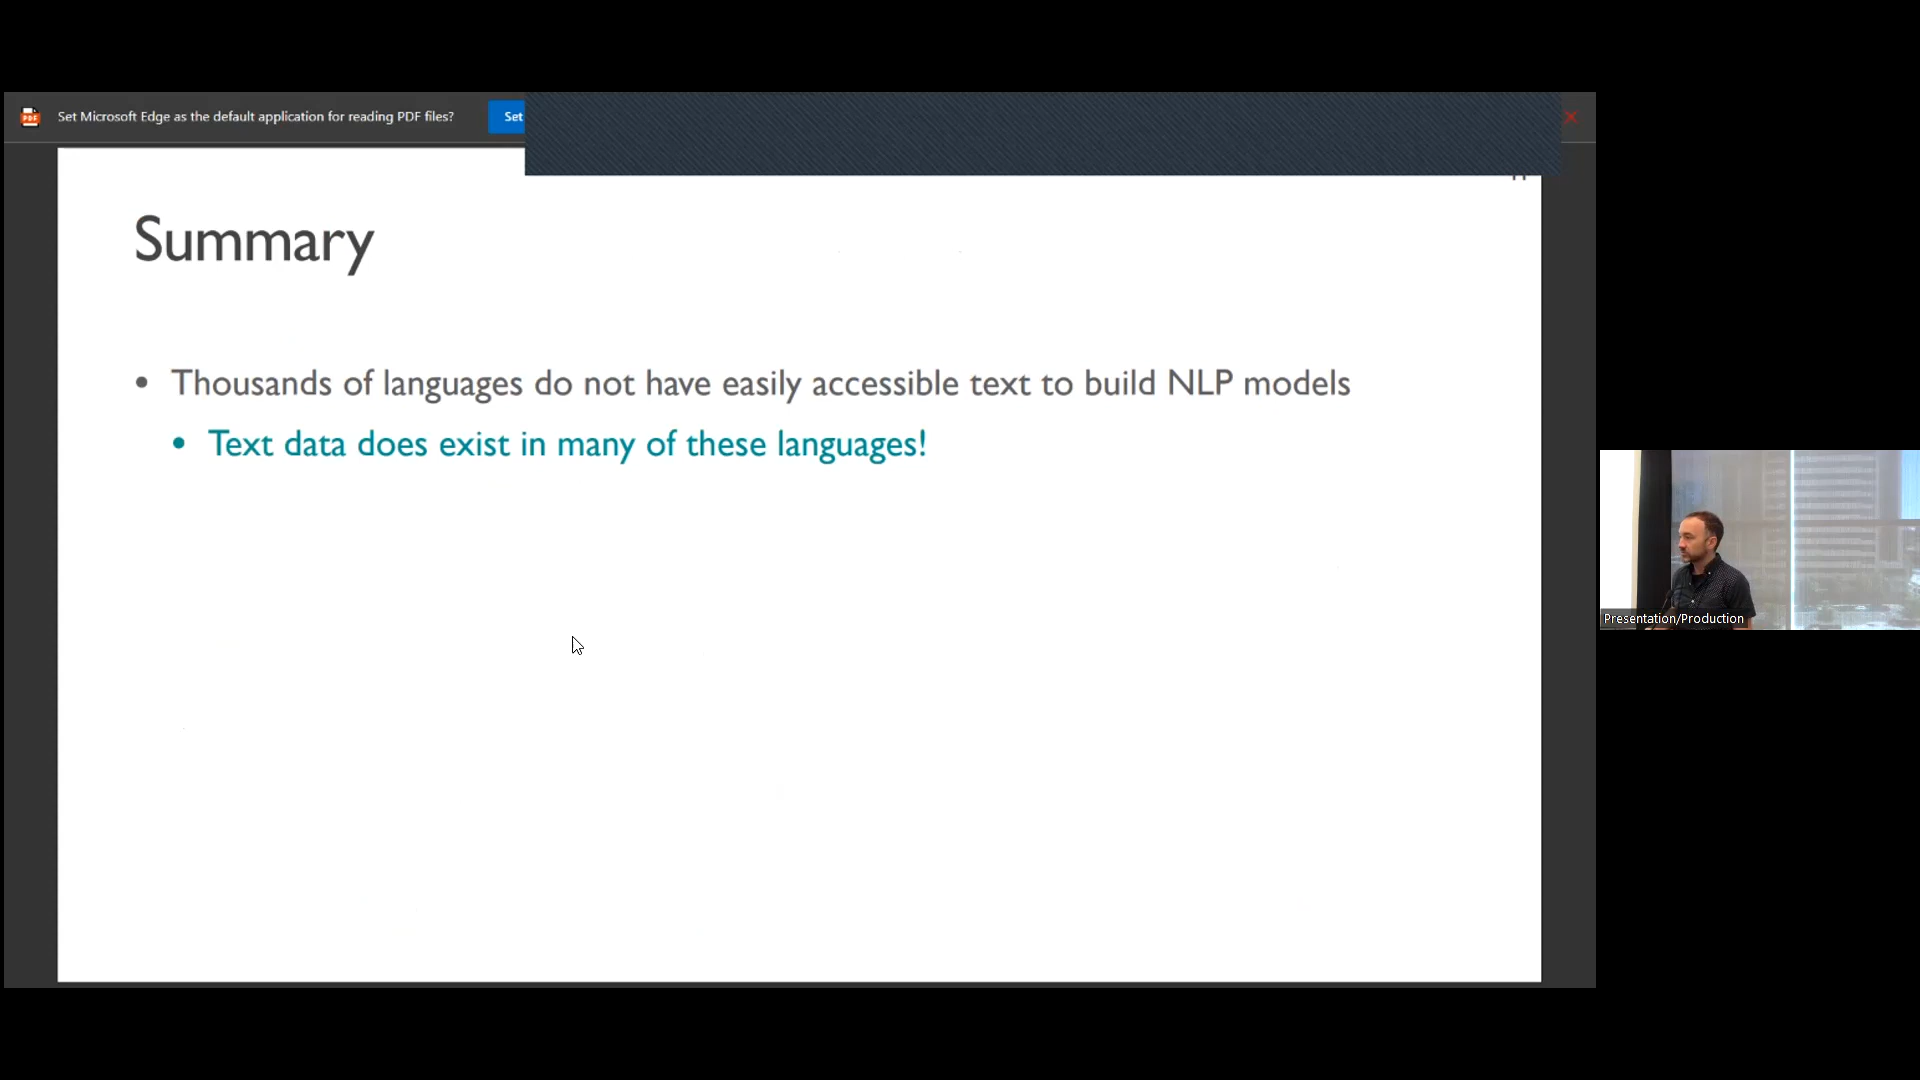 PDF
Set Microsoft Edge as the default application for reading PDF files?
Set
Summary
• Thousands of languages do not have easily accessible text to build NLP models
• Text data does exist in many of these languages!
Presentation/Production